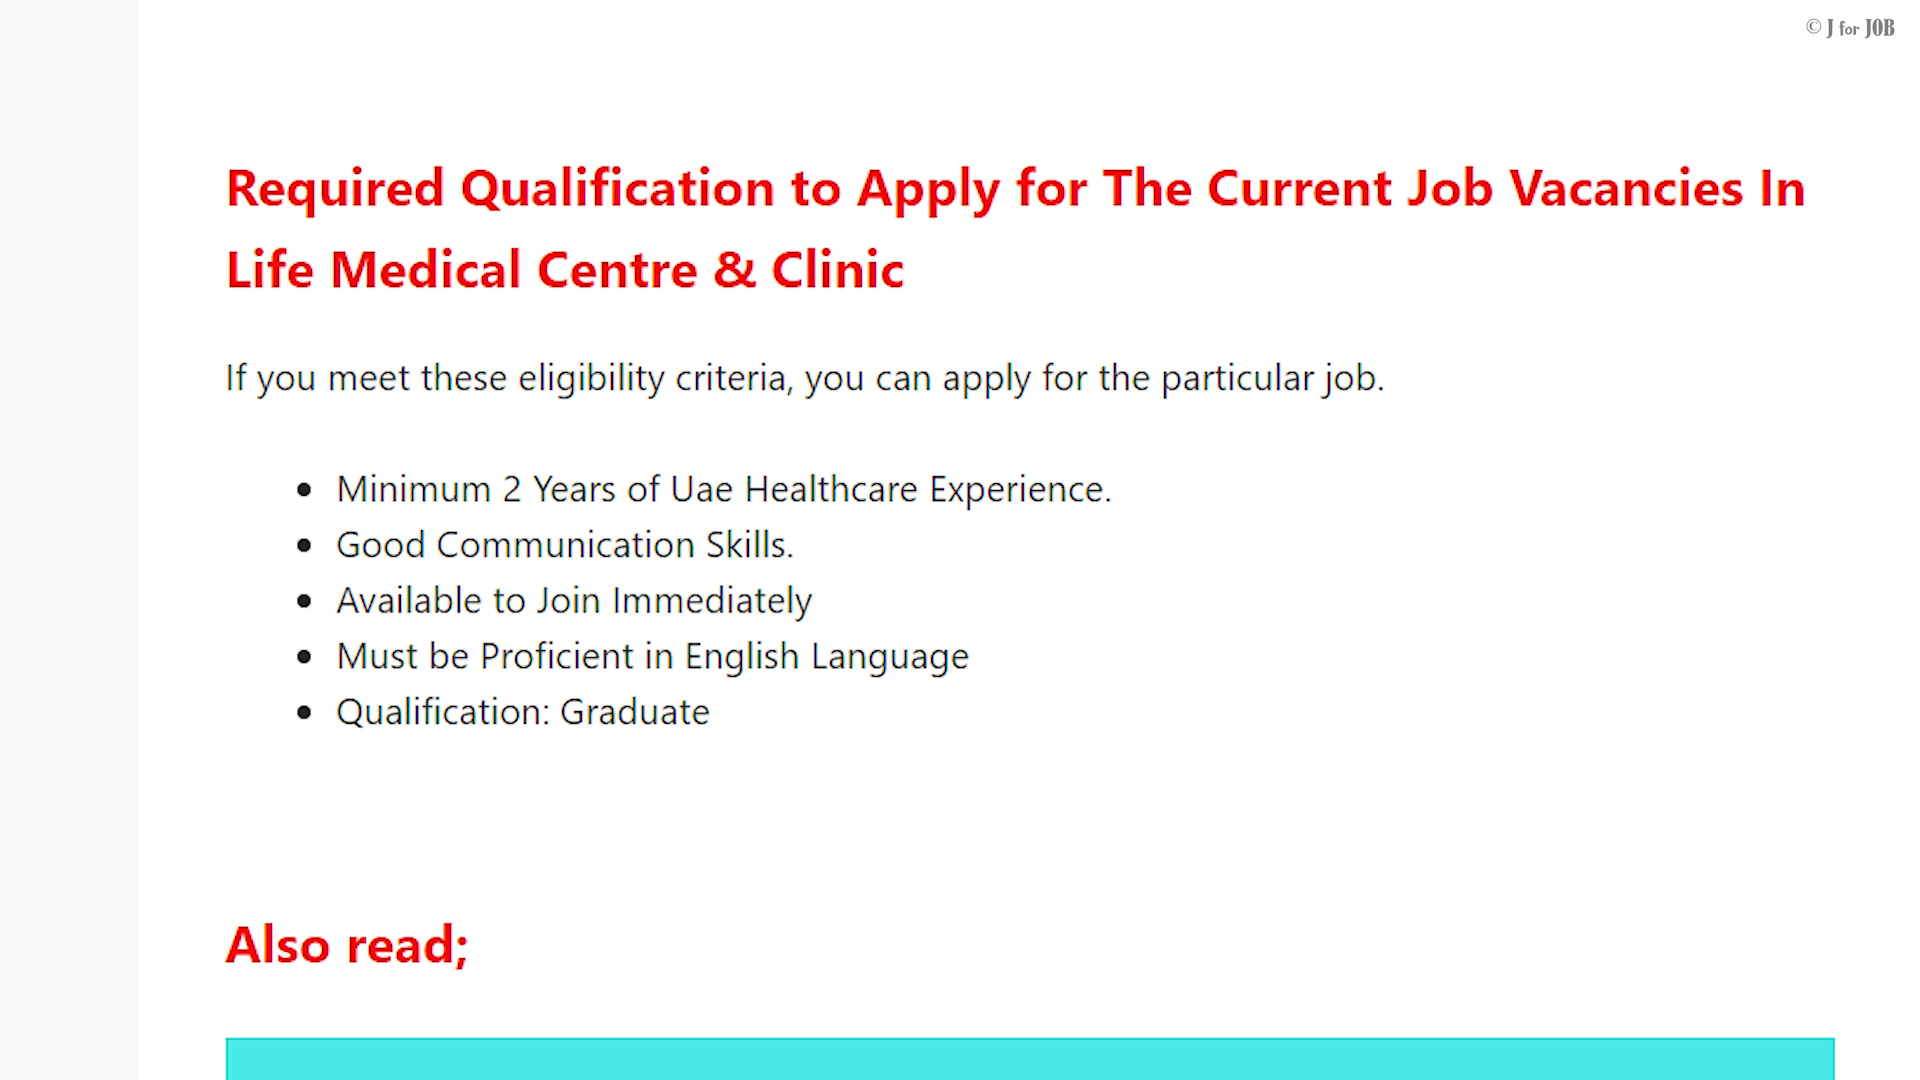 © J for JOB
Required Qualification to Apply for The Current Job Vacancies In
Life Medical Centre & Clinic
If you meet these eligibility criteria, you can apply for the particular job.
• Minimum 2 Years of Uae Healthcare Experience.
• Good Communication Skills.
• Available to Join Immediately
• Must be Proficient in English Language
• Qualification: Graduate
Also read;